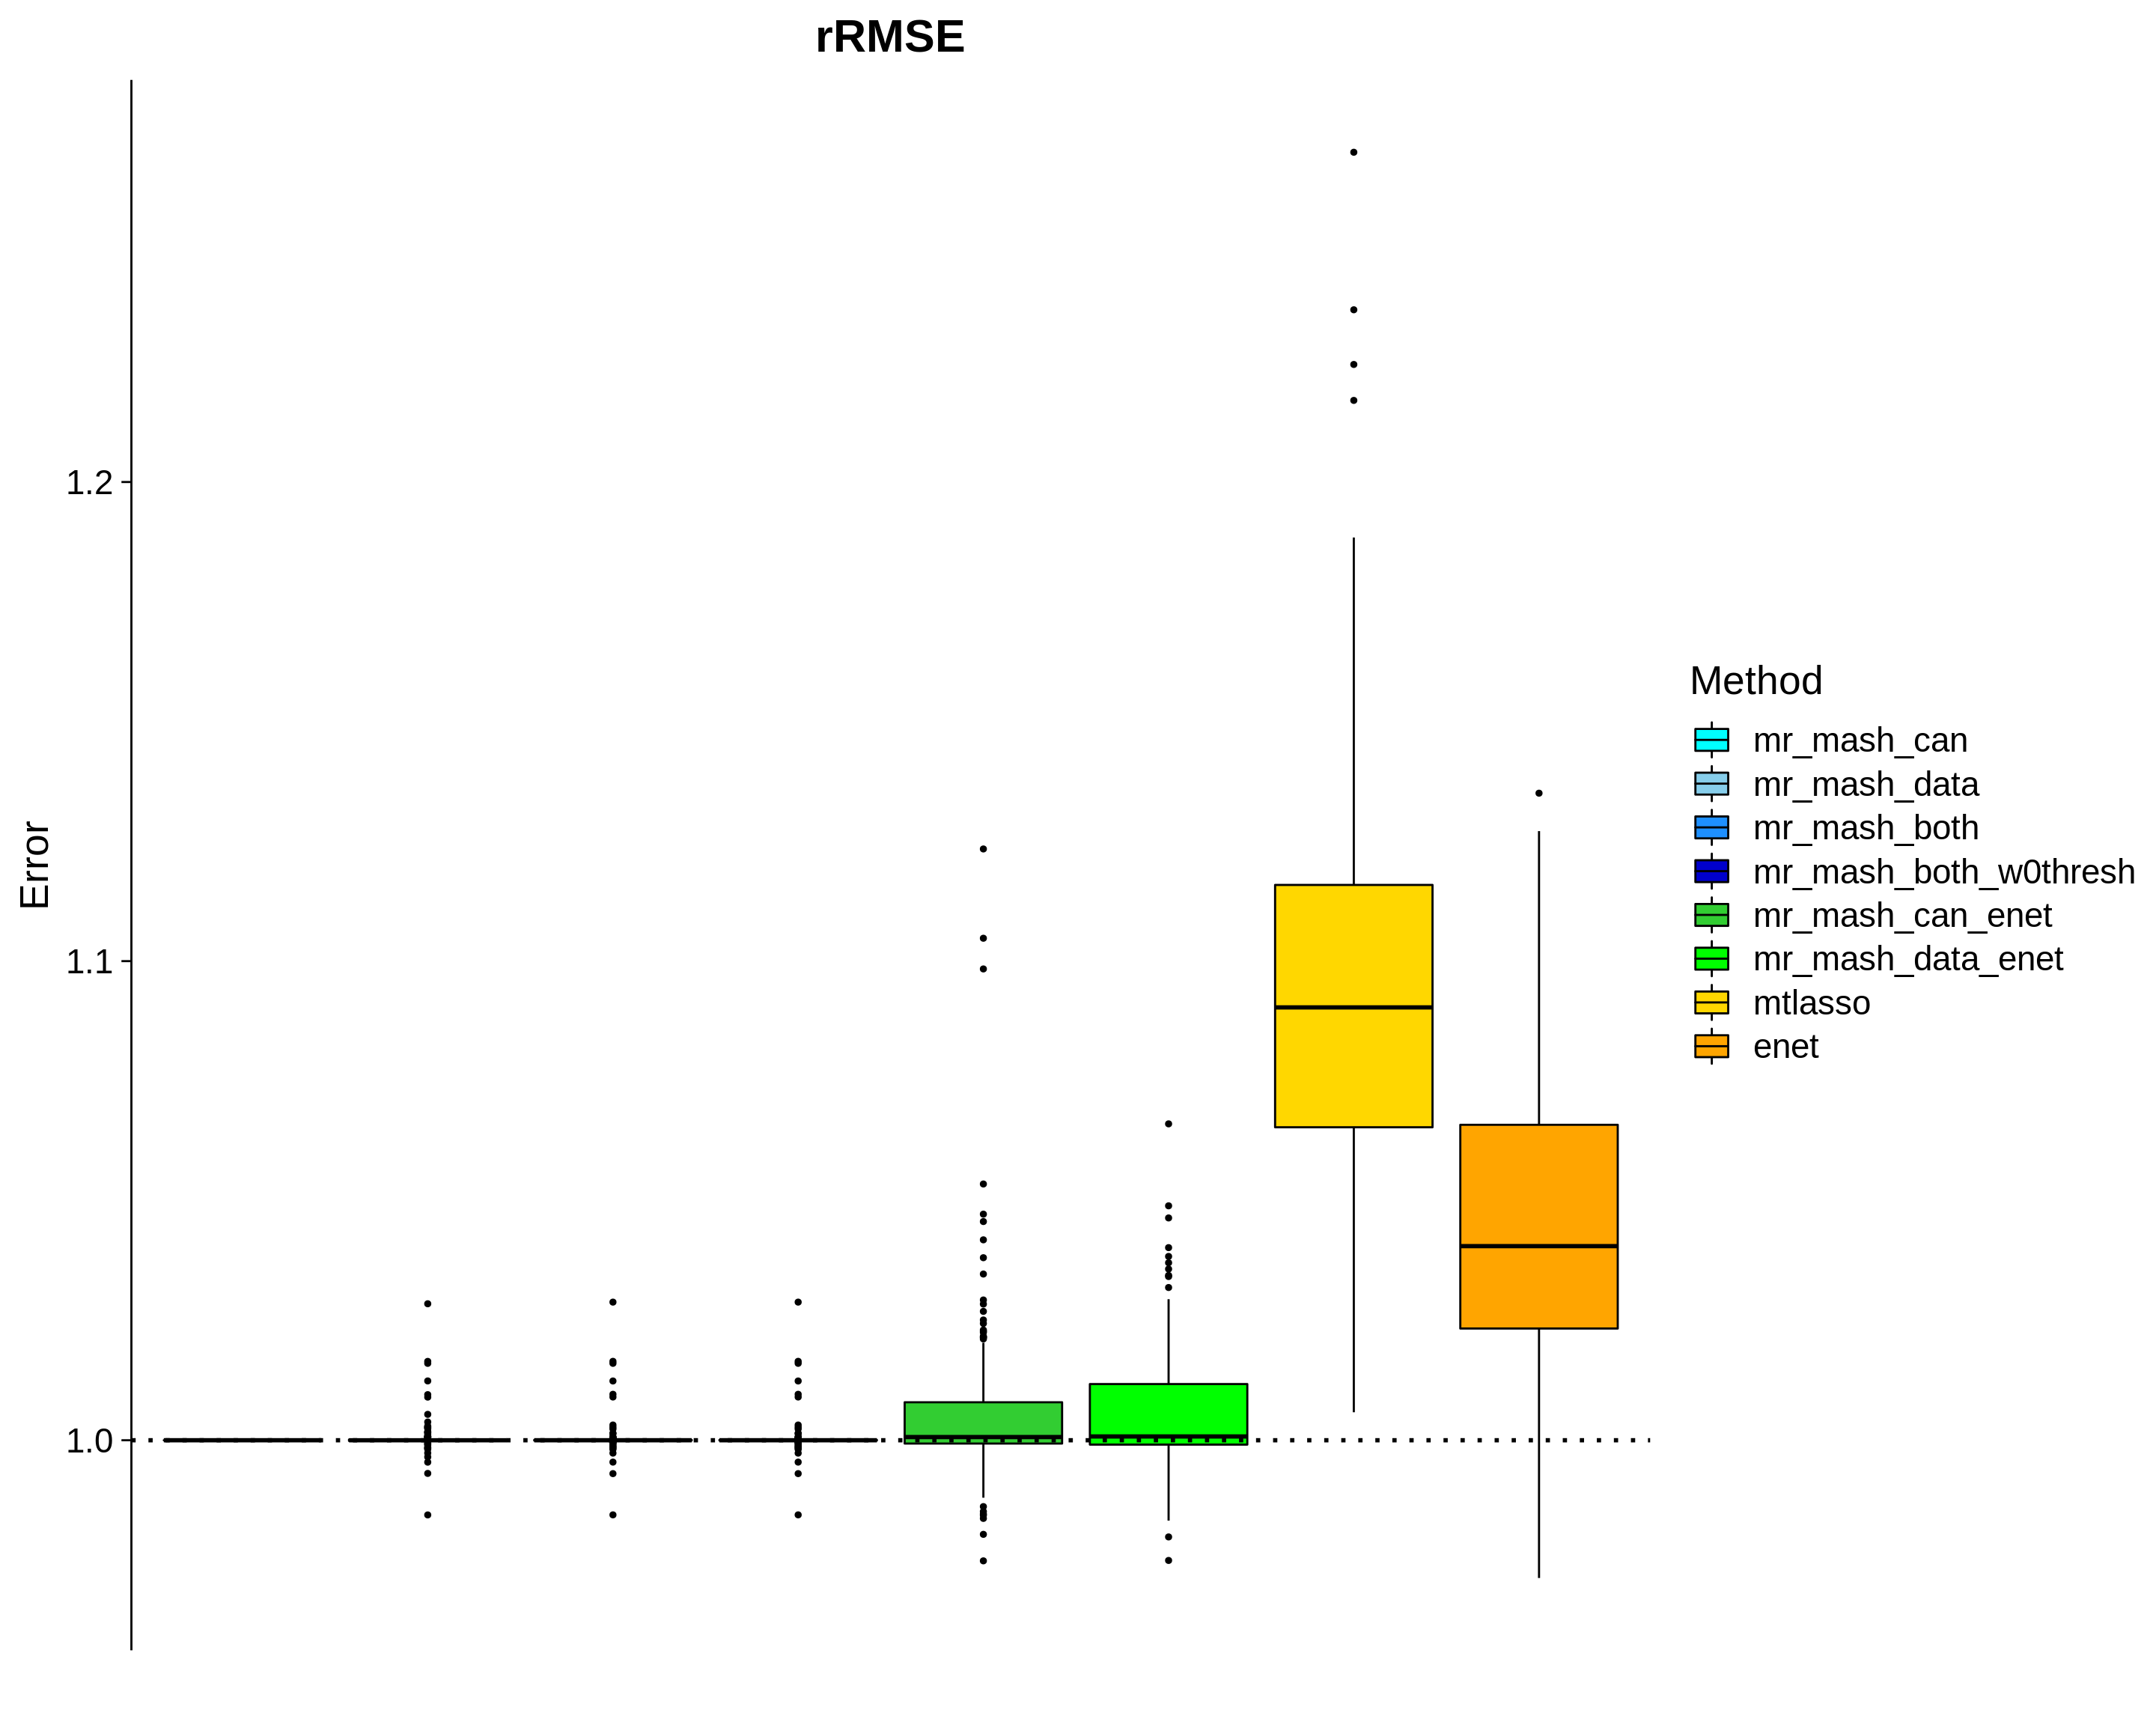 rRMSE
Error
1.2
1.1
1.0
Method
mr_mash_can
mr_mash_data
mr_mash_both
mr_mash_both_w0thresh
mr_mash_can_enet
mr_mash_data_enet
mtlasso
enet